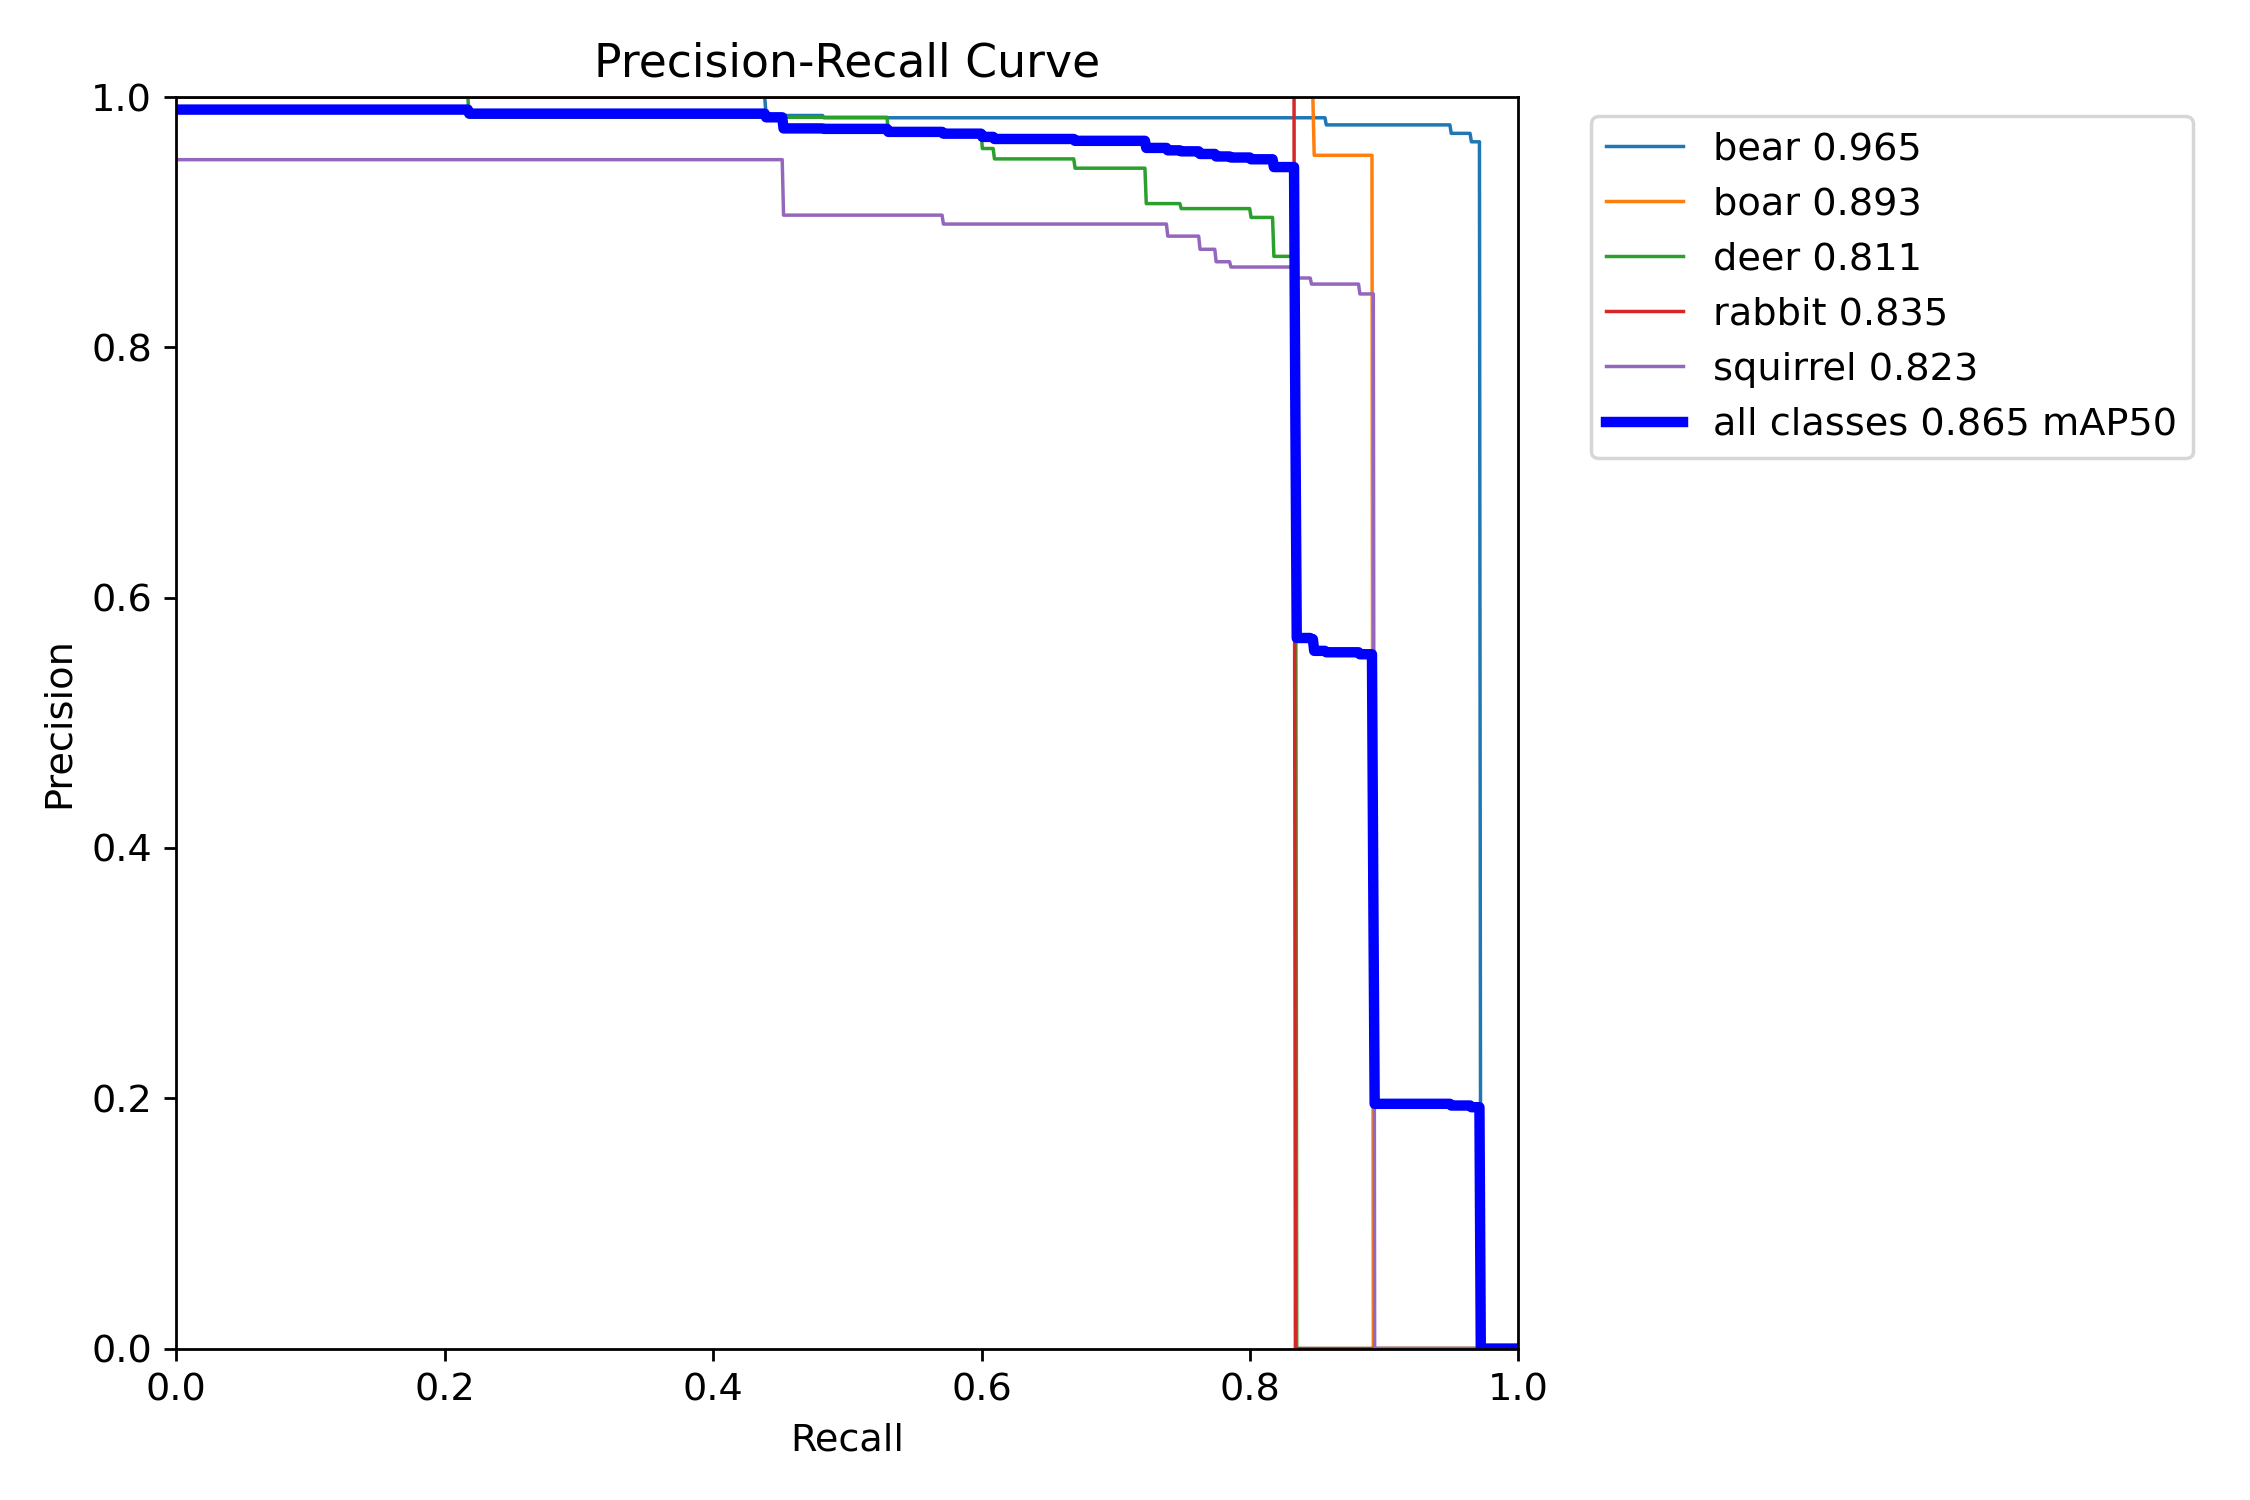 Precision-Recall Curve
1.0
0.8
0.6
0.4
0.2
0.0
Precision
0.0 0.2 0.4 0.6 0.8 1.0
Recall
bear 0.965
boar 0.893
deer 0.811
rabbit 0.835
squirrel 0.823
all classes 0.865 mAP50